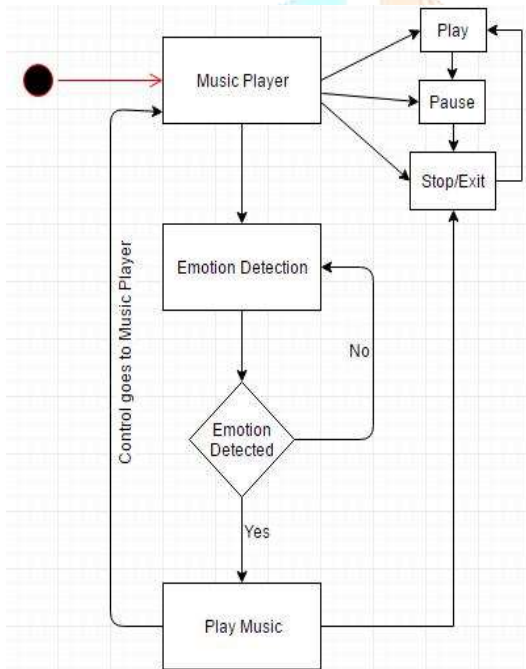 Play
Music Player
Pause
Stop/Exit
Emotion Detection
Control goes to Music Player
No
Emotion
Detected
Yes
Play Music